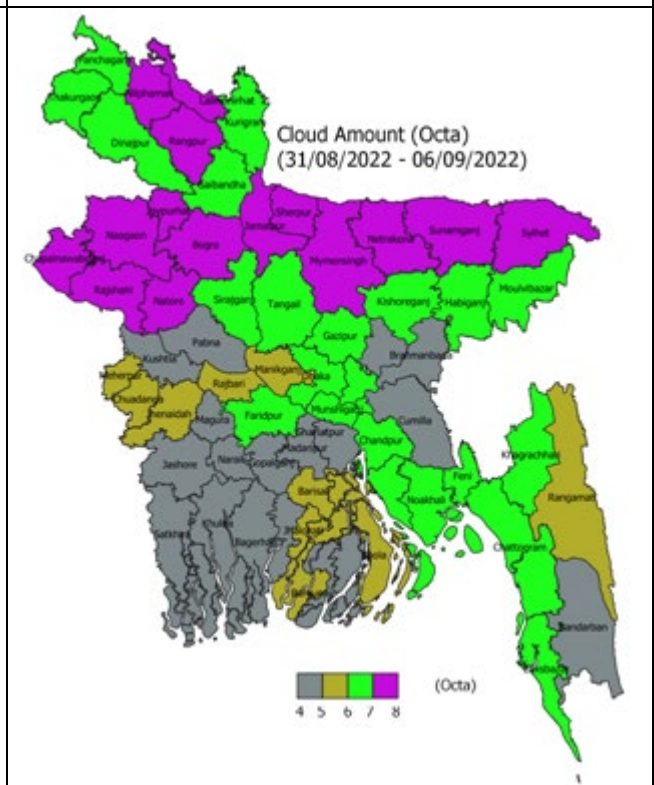 Panchagarh
Thakurgaon
Nilphamari
Lalmonirhat
Kurigram
Dinajpur
Rangpur
Cloud Amount (Octa)
(31/08/2022 - 06/09/2022)
Gaibandha
Joypurhat
Sherpur
Naogaon
Bogra
Jamalpur
Netrakona
Sunamganj
Sylhet
Chapainawabganj
Mymensingh
Rajshahi
Natore
Sirajganj
Tangail
Kishoreganj
Habiganj
Moulvibazar
Gazipur
Pabna
Kushtia
Brahmanbaria
Meherpur
Manikganj
Dhaka
Rajbari
Chuadanga
Jhenaidah
Magura
Faridpur
Munshiganj
Cumilla
Shariatpur
Madaripur
Chandpur
Khagrachhari
Jashore
Narail
Gopalganj
Feni
Rangamati
Barisal
Noakhali
Satkhira
Khulna
Bagerhat
Jhalokati
Bhola
Chattogram
Barguna
Bandarban
Coxsbazar
(Octa)
4 5 6 7 8